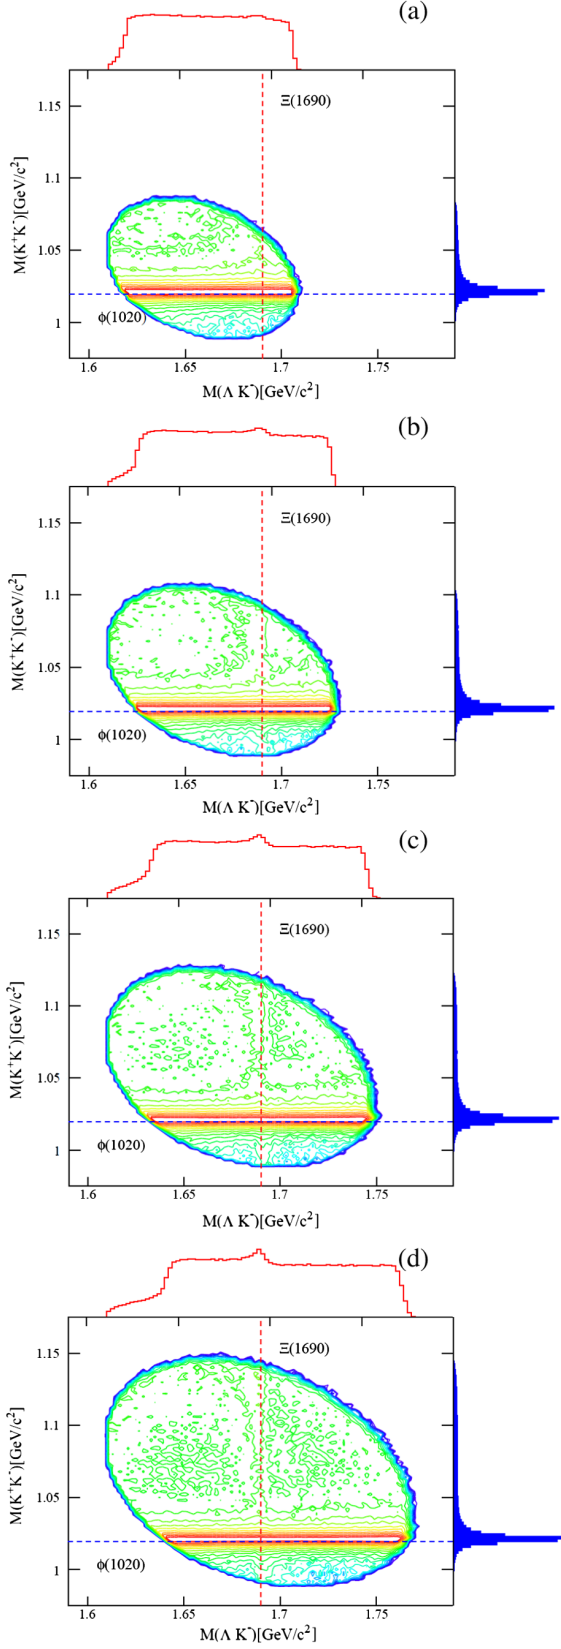 (a)
Ξ(1690)
1.15
1.1
1.05
1
M(K⁺K⁻)[GeV/c²]
ϕ(1020)
1.6 1.65 1.7 1.75
M(Λ K⁻)[GeV/c²]
(b)
Ξ(1690)
1.15
1.1
1.05
1
M(K⁺K⁻)[GeV/c²]
ϕ(1020)
1.6 1.65 1.7 1.75
M(Λ K⁻)[GeV/c²]
(c)
Ξ(1690)
1.15
1.1
1.05
1
M(K⁺K⁻)[GeV/c²]
ϕ(1020)
1.6 1.65 1.7 1.75
M(Λ K⁻)[GeV/c²]
(d)
Ξ(1690)
1.15
1.1
1.05
1
M(K⁺K⁻)[GeV/c²]
ϕ(1020)
1.6 1.65 1.7 1.75
M(Λ K⁻)[GeV/c²]